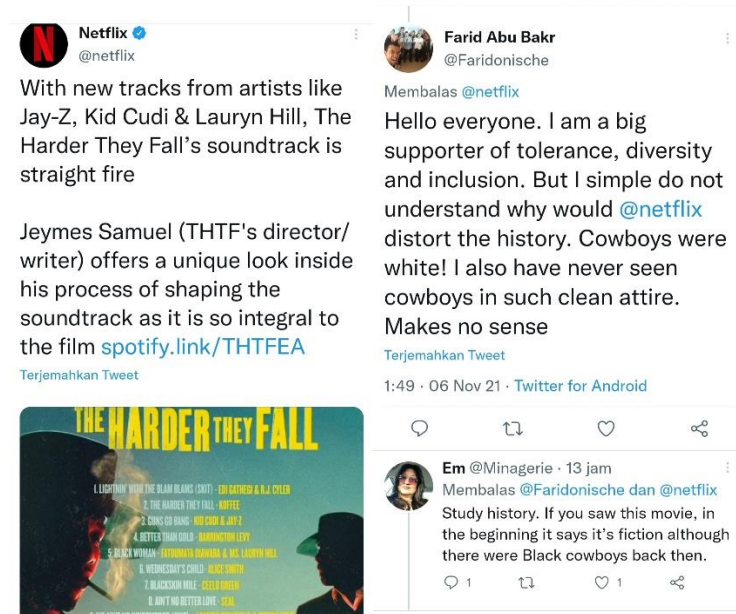 Netflix
@netflix
With new tracks from artists like
Jay-Z, Kid Cudi & Lauryn Hill, The
Harder They Fall’s soundtrack is
straight fire
Jeymes Samuel (THTF's director/
writer) offers a unique look inside
his process of shaping the
soundtrack as it is so integral to
the film spotify.link/THTFEA
Terjemahkan Tweet
THE HARDER THEY FALL
1. LIGHTNIN' WITH THE BLAM BLAMS (SKIT) - EDI GATHEGI & R.J. CYLER
2. THE HARDER THEY FALL - KOFFEE
3. GUNS GO BANG - KID CUDI & JAY-Z
4. BETTER THAN GOLD - BARRINGTON LEVY
5. BLACK WOMAN - FATOUMATA DIAWARA & MS. LAURYN HILL
6. WEDNESDAY'S CHILD - ALICE SMITH
7. BLACKSKIN MILE - CEELO GREEN
8. AIN'T NO BETTER LOVE - SEAL
Farid Abu Bakr
@Faridonische
Membalas @netflix
Hello everyone. I am a big
supporter of tolerance, diversity
and inclusion. But I simple do not
understand why would @netflix
distort the history. Cowboys were
white! I also have never seen
cowboys in such clean attire.
Makes no sense
Terjemahkan Tweet
1:49 · 06 Nov 21 · Twitter for Android
Em @Minagerie · 13 jam
Membalas @Faridonische dan @netflix
Study history. If you saw this movie, in
the beginning it says it’s fiction although
there were Black cowboys back then.
1 1